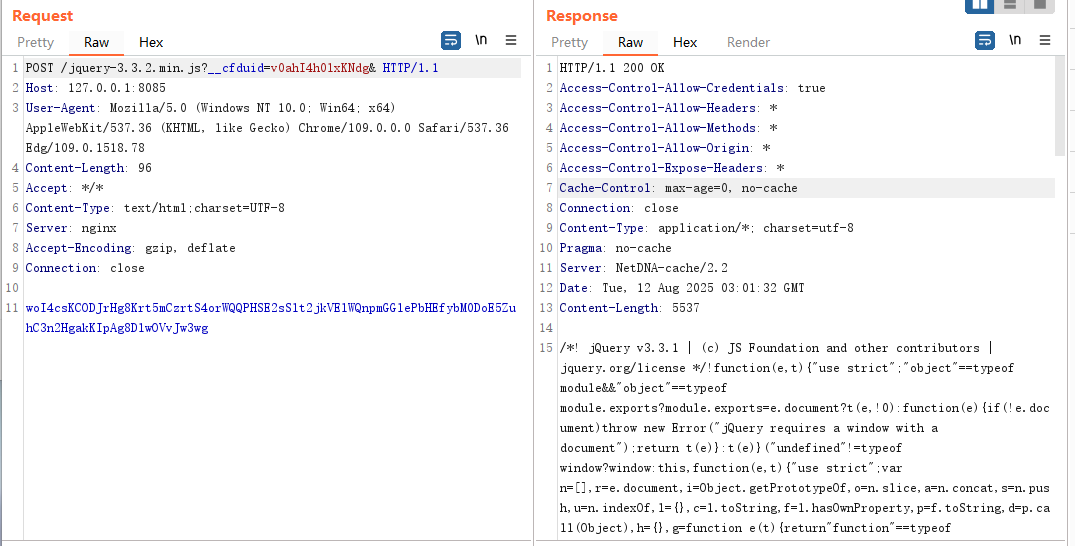 Request
Pretty Raw Hex \n
1 POST /jquery-3.3.2.min.js?__cfduid=v0ahI4h0lxKNdg& HTTP/1.1
2 Host: 127.0.0.1:8085
3 User-Agent: Mozilla/5.0 (Windows NT 10.0; Win64; x64)
AppleWebKit/537.36 (KHTML, like Gecko) Chrome/109.0.0.0 Safari/537.36
Edg/109.0.1518.78
4 Content-Length: 96
5 Accept: */*
6 Content-Type: text/html;charset=UTF-8
7 Server: nginx
8 Accept-Encoding: gzip, deflate
9 Connection: close
10
11 woI4csKCODJrHg8Krt5mCzrtS4orWQQPHSE2sSlt2jkVElWQnpmGGlePbHEfybM0DoE5Zu
hC3n2HgakKIpAg8DlwOVvJw3wg
Response
Pretty Raw Hex Render \n
1 HTTP/1.1 200 OK
2 Access-Control-Allow-Credentials: true
3 Access-Control-Allow-Headers: *
4 Access-Control-Allow-Methods: *
5 Access-Control-Allow-Origin: *
6 Access-Control-Expose-Headers: *
7 Cache-Control: max-age=0, no-cache
8 Connection: close
9 Content-Type: application/*; charset=utf-8
10 Pragma: no-cache
11 Server: NetDNA-cache/2.2
12 Date: Tue, 12 Aug 2025 03:01:32 GMT
13 Content-Length: 5537
14
15 /*! jQuery v3.3.1 | (c) JS Foundation and other contributors |
jquery.org/license */!function(e,t){"use strict";"object"==typeof
module&&"object"==typeof
module.exports?module.exports=e.document?t(e,!0):function(e){if(!e.doc
ument)throw new Error("jQuery requires a window with a
document");return t(e)}:t(e)}("undefined"!=typeof
window?window:this,function(e,t){"use strict";var
n=[],r=e.document,i=Object.getPrototypeOf,o=n.slice,a=n.concat,s=n.pus
h,u=n.indexOf,l={},c=l.toString,f=l.hasOwnProperty,p=f.toString,d=p.ca
ll(Object),h={},g=function e(t){return"function"==typeof